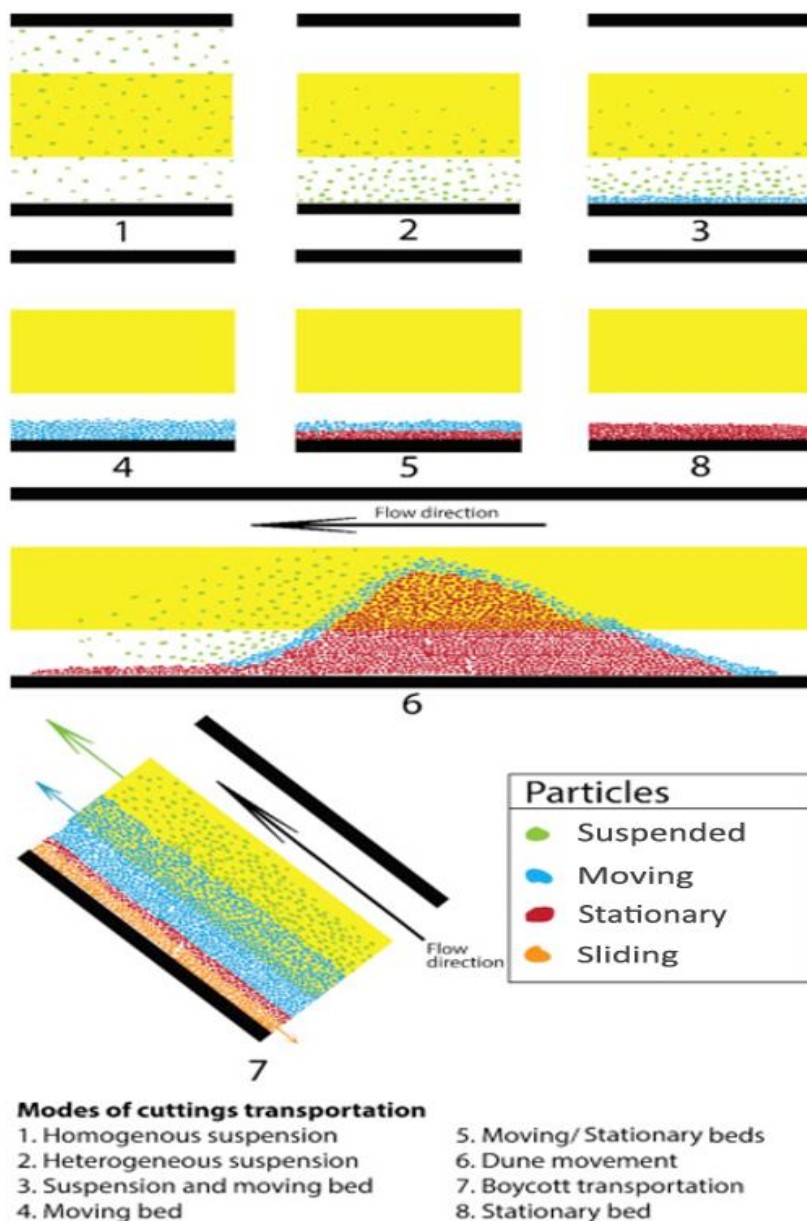 1
2
3
4
5
8
Flow direction
6
Flow
direction
7
Particles
Suspended
Moving
Stationary
Sliding
Modes of cuttings transportation
1. Homogenous suspension
2. Heterogeneous suspension
3. Suspension and moving bed
4. Moving bed
5. Moving/ Stationary beds
6. Dune movement
7. Boycott transportation
8. Stationary bed